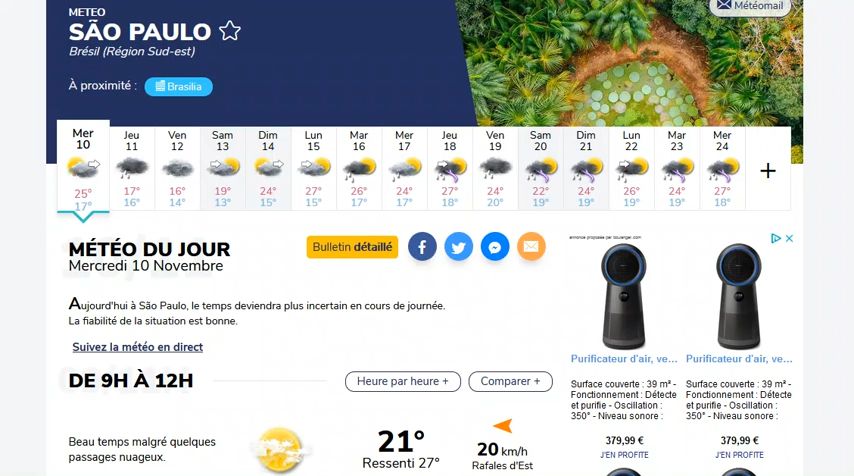 METEO
SÃO PAULO
Brésil (Région Sud-est)
À proximité : Brasilia
Météomail
Mer 10 25° 17°
Jeu 11 17° 16°
Ven 12 16° 14°
Sam 13 19° 13°
Dim 14 24° 15°
Lun 15 27° 15°
Mar 16 26° 17°
Mer 17 24° 17°
Jeu 18 27° 18°
Ven 19 24° 20°
Sam 20 22° 19°
Dim 21 24° 19°
Lun 22 26° 19°
Mar 23 24° 19°
Mer 24 27° 18°
+
MÉTÉO DU JOUR
Mercredi 10 Novembre
Bulletin détaillé
Aujourd'hui à São Paulo, le temps deviendra plus incertain en cours de journée.
La fiabilité de la situation est bonne.
Suivez la météo en direct
DE 9H À 12H
Heure par heure +
Comparer +
Beau temps malgré quelques
passages nuageux.
21°
Ressenti 27°
20 km/h
Rafales d'Est
annonce proposée par boulanger.com
Purificateur d'air, ve...
Surface couverte : 39 m² -
Fonctionnement : Détecte
et purifie - Oscillation :
350° - Niveau sonore :
379,99 €
J'EN PROFITE
Purificateur d'air, ve...
Surface couverte : 39 m² -
Fonctionnement : Détecte
et purifie - Oscillation :
350° - Niveau sonore :
379,99 €
J'EN PROFITE